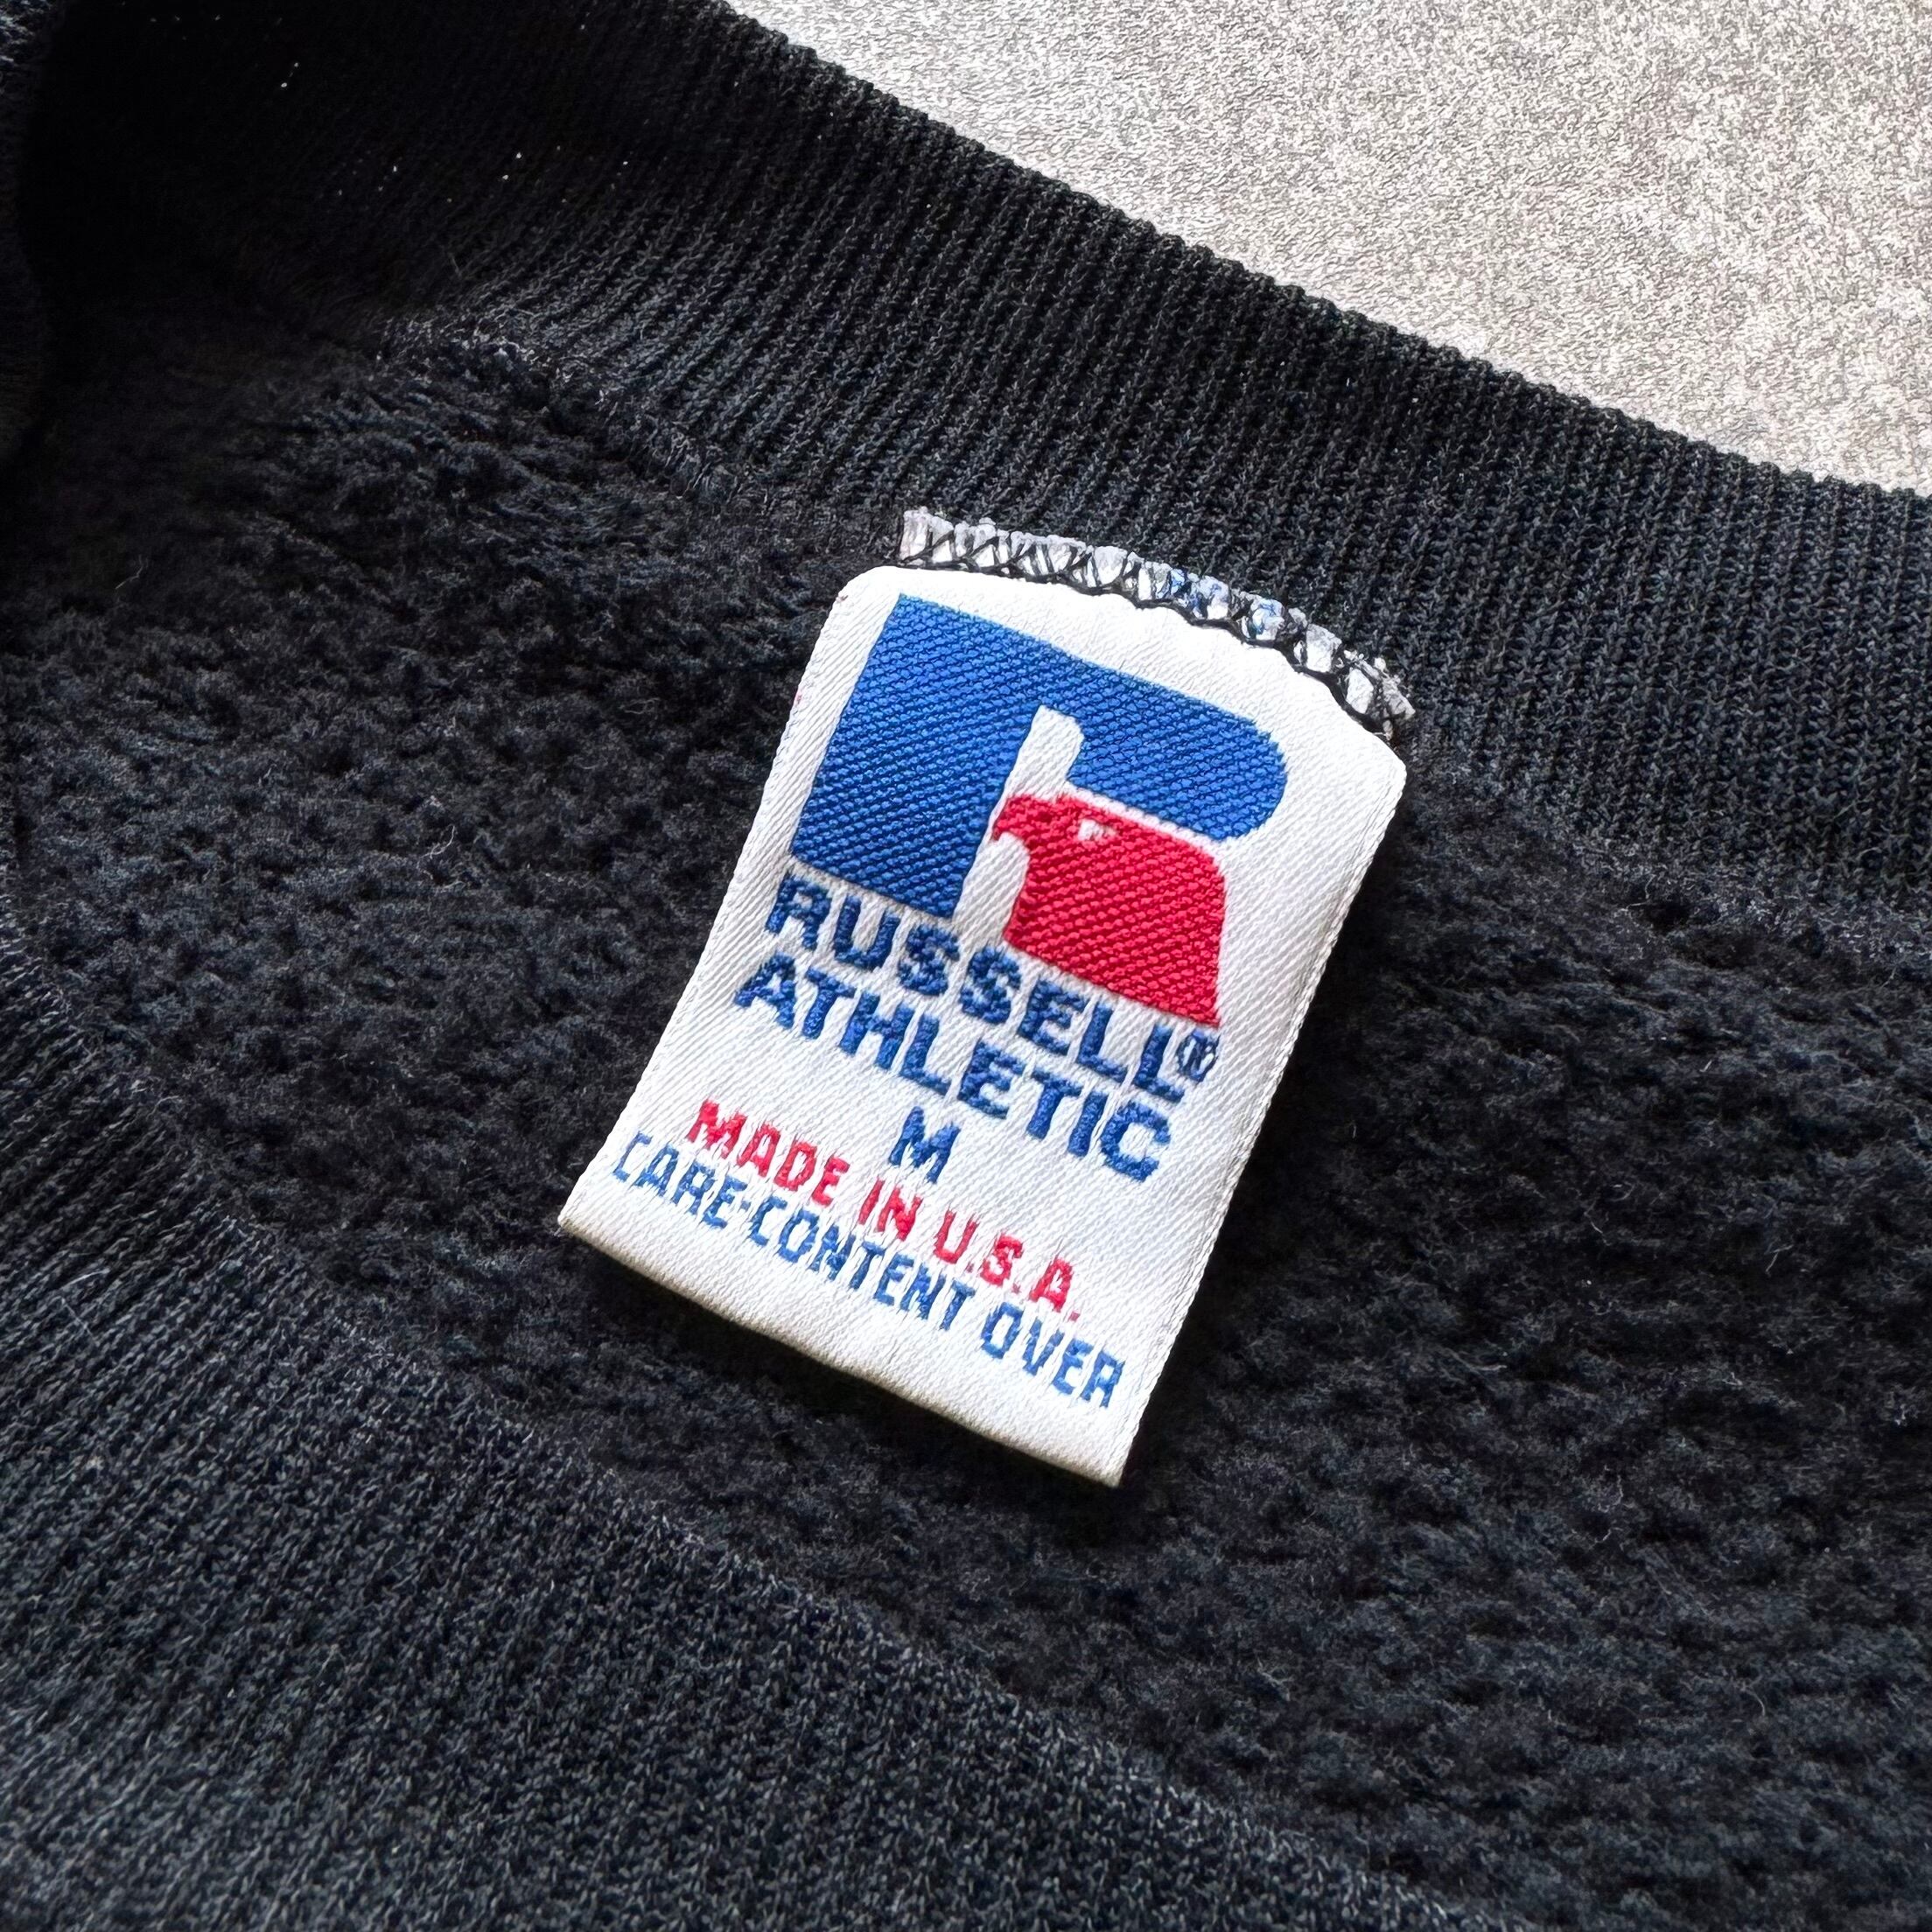 RUSSELL®
ATHLETIC
M
MADE IN U.S.A.
CARE-CONTENT OVER